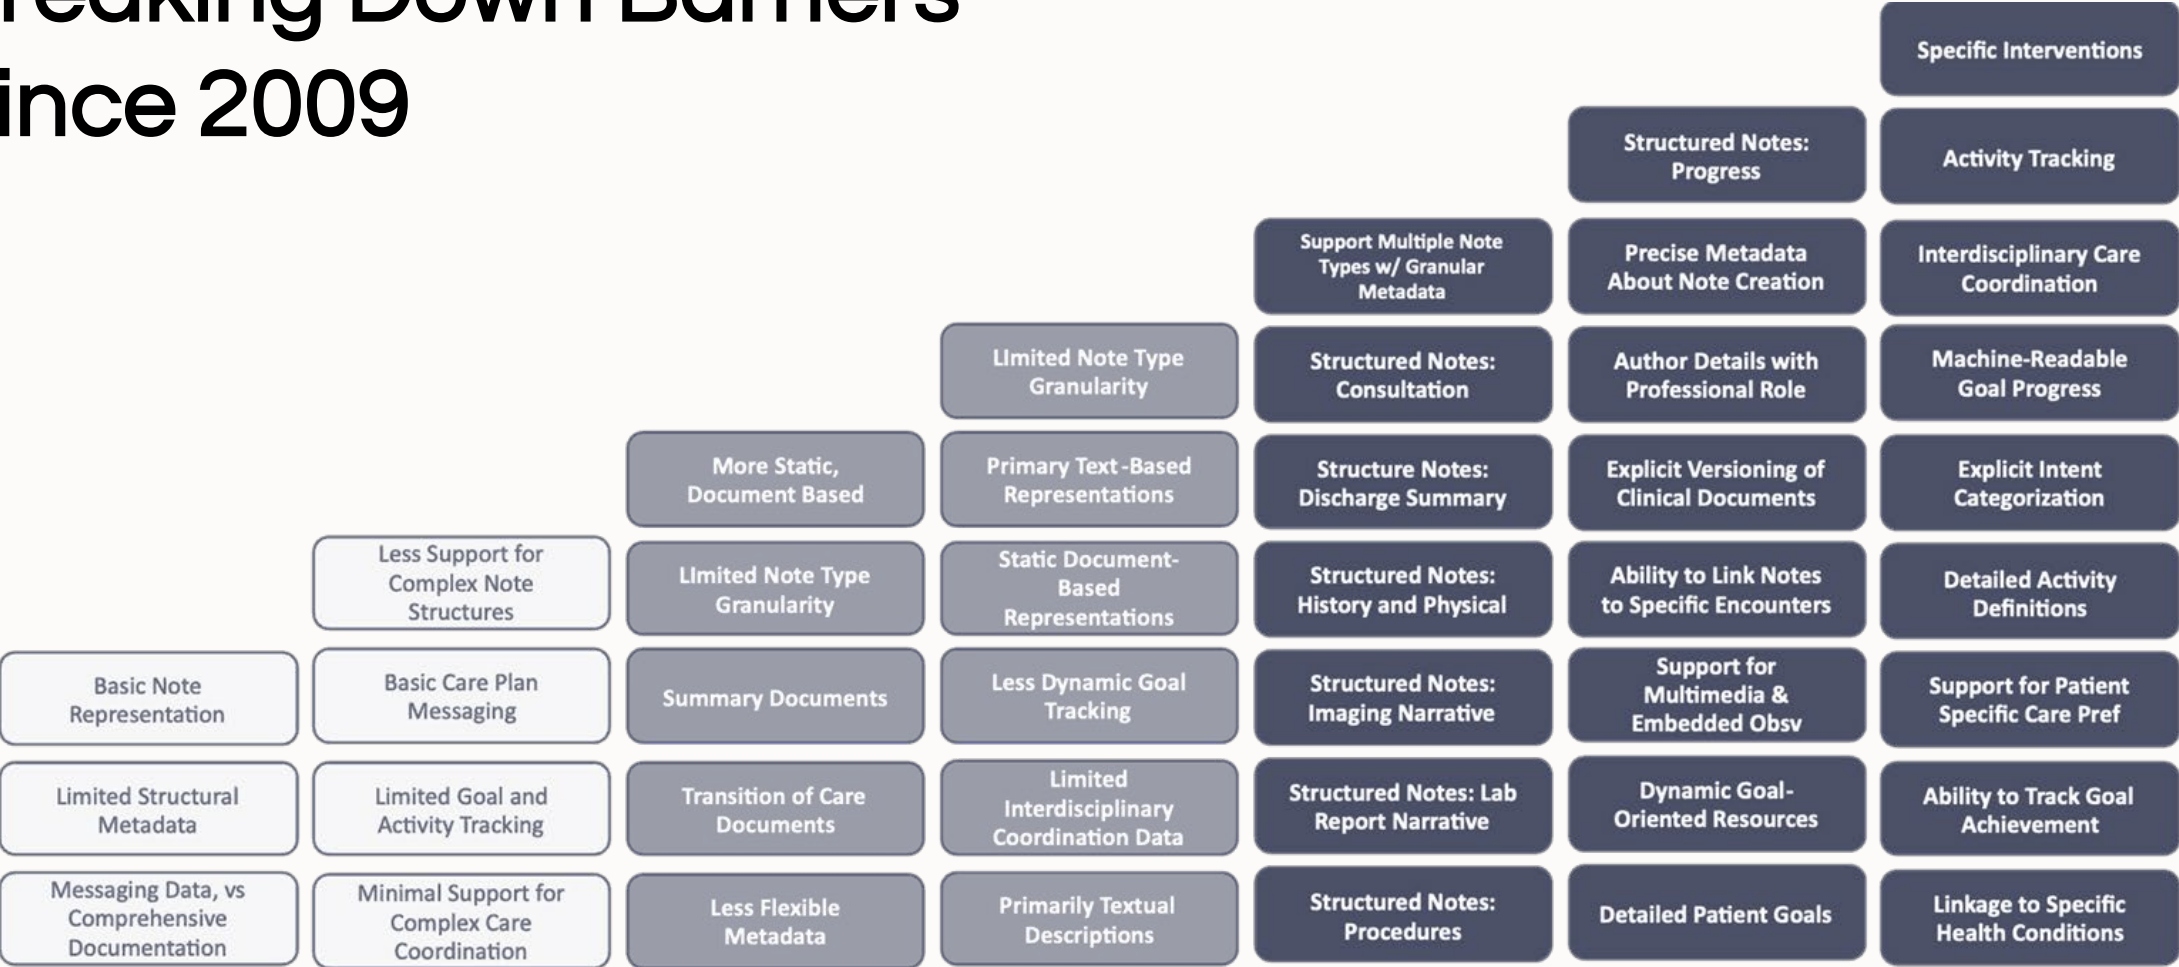 reaking Down Barriers
ince 2009
Basic Note
Representation
Limited Structural
Metadata
Messaging Data, vs
Comprehensive
Documentation
Less Support for
Complex Note
Structures
Basic Care Plan
Messaging
Limited Goal and
Activity Tracking
Minimal Support for
Complex Care
Coordination
More Static,
Document Based
LImited Note Type
Granularity
Summary Documents
Transition of Care
Documents
Less Flexible
Metadata
LImited Note Type
Granularity
Primary Text-Based
Representations
Static Document-
Based
Representations
Less Dynamic Goal
Tracking
Limited
Interdisciplinary
Coordination Data
Primarily Textual
Descriptions
Support Multiple Note
Types w/ Granular
Metadata
Structured Notes:
Consultation
Structure Notes:
Discharge Summary
Structured Notes:
History and Physical
Structured Notes:
Imaging Narrative
Structured Notes: Lab
Report Narrative
Structured Notes:
Procedures
Structured Notes:
Progress
Precise Metadata
About Note Creation
Author Details with
Professional Role
Explicit Versioning of
Clinical Documents
Ability to Link Notes
to Specific Encounters
Support for
Multimedia &
Embedded Obsv
Dynamic Goal-
Oriented Resources
Detailed Patient Goals
Specific Interventions
Activity Tracking
Interdisciplinary Care
Coordination
Machine-Readable
Goal Progress
Explicit Intent
Categorization
Detailed Activity
Definitions
Support for Patient
Specific Care Pref
Ability to Track Goal
Achievement
Linkage to Specific
Health Conditions